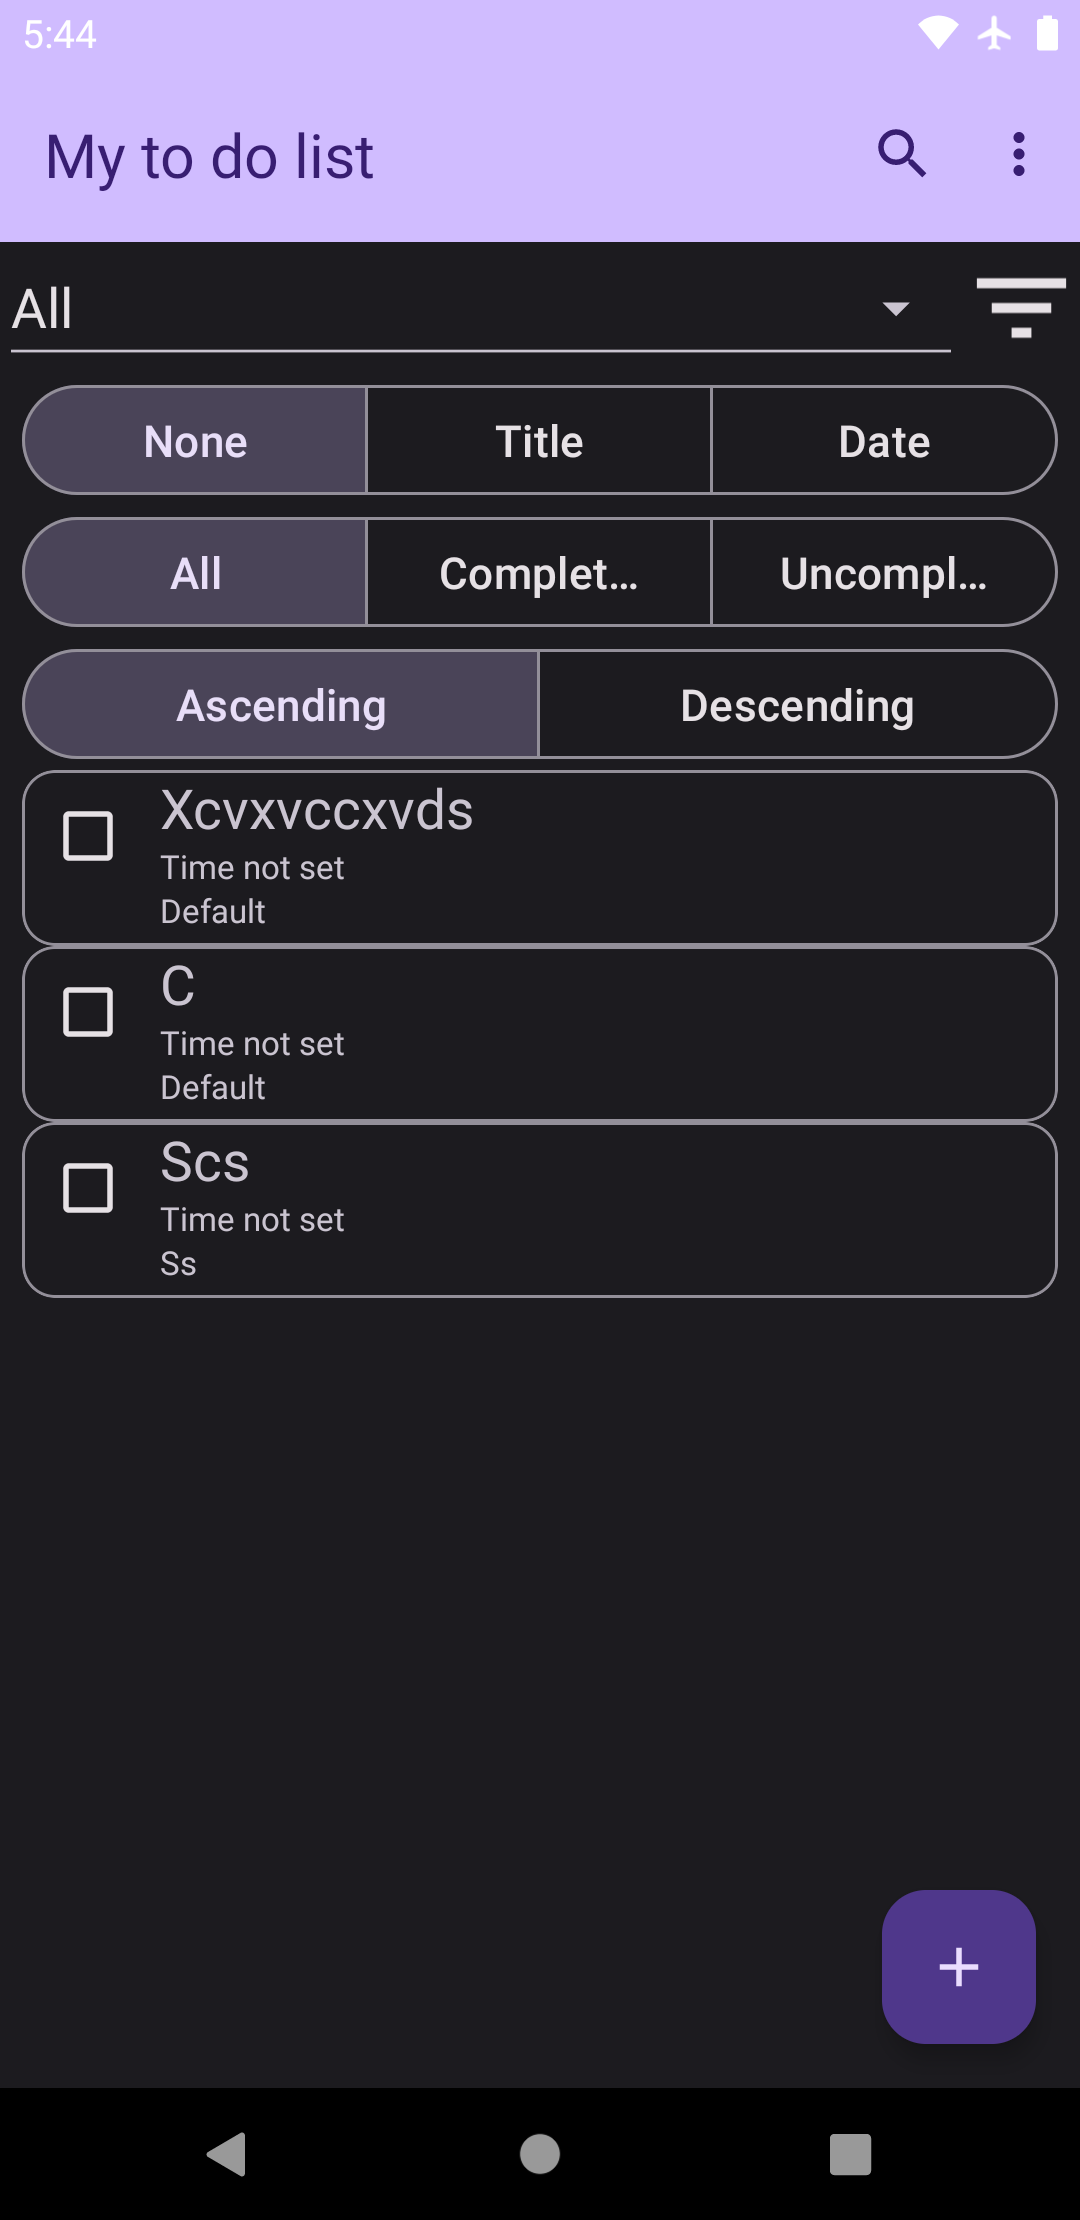 5:44
My to do list
All
None Title Date
All Complet... Uncompl...
Ascending Descending
Xcvxvccxvds
Time not set
Default
C
Time not set
Default
Scs
Time not set
Ss